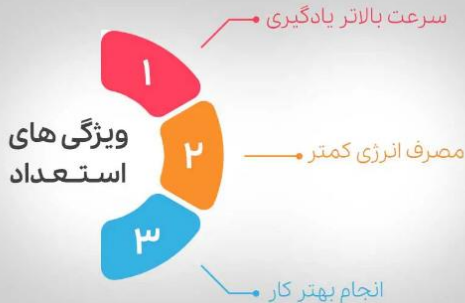 ویژگی های
استعداد
۱
سرعت بالاتر یادگیری
۲
مصرف انرژی کمتر
۳
انجام بهتر کار